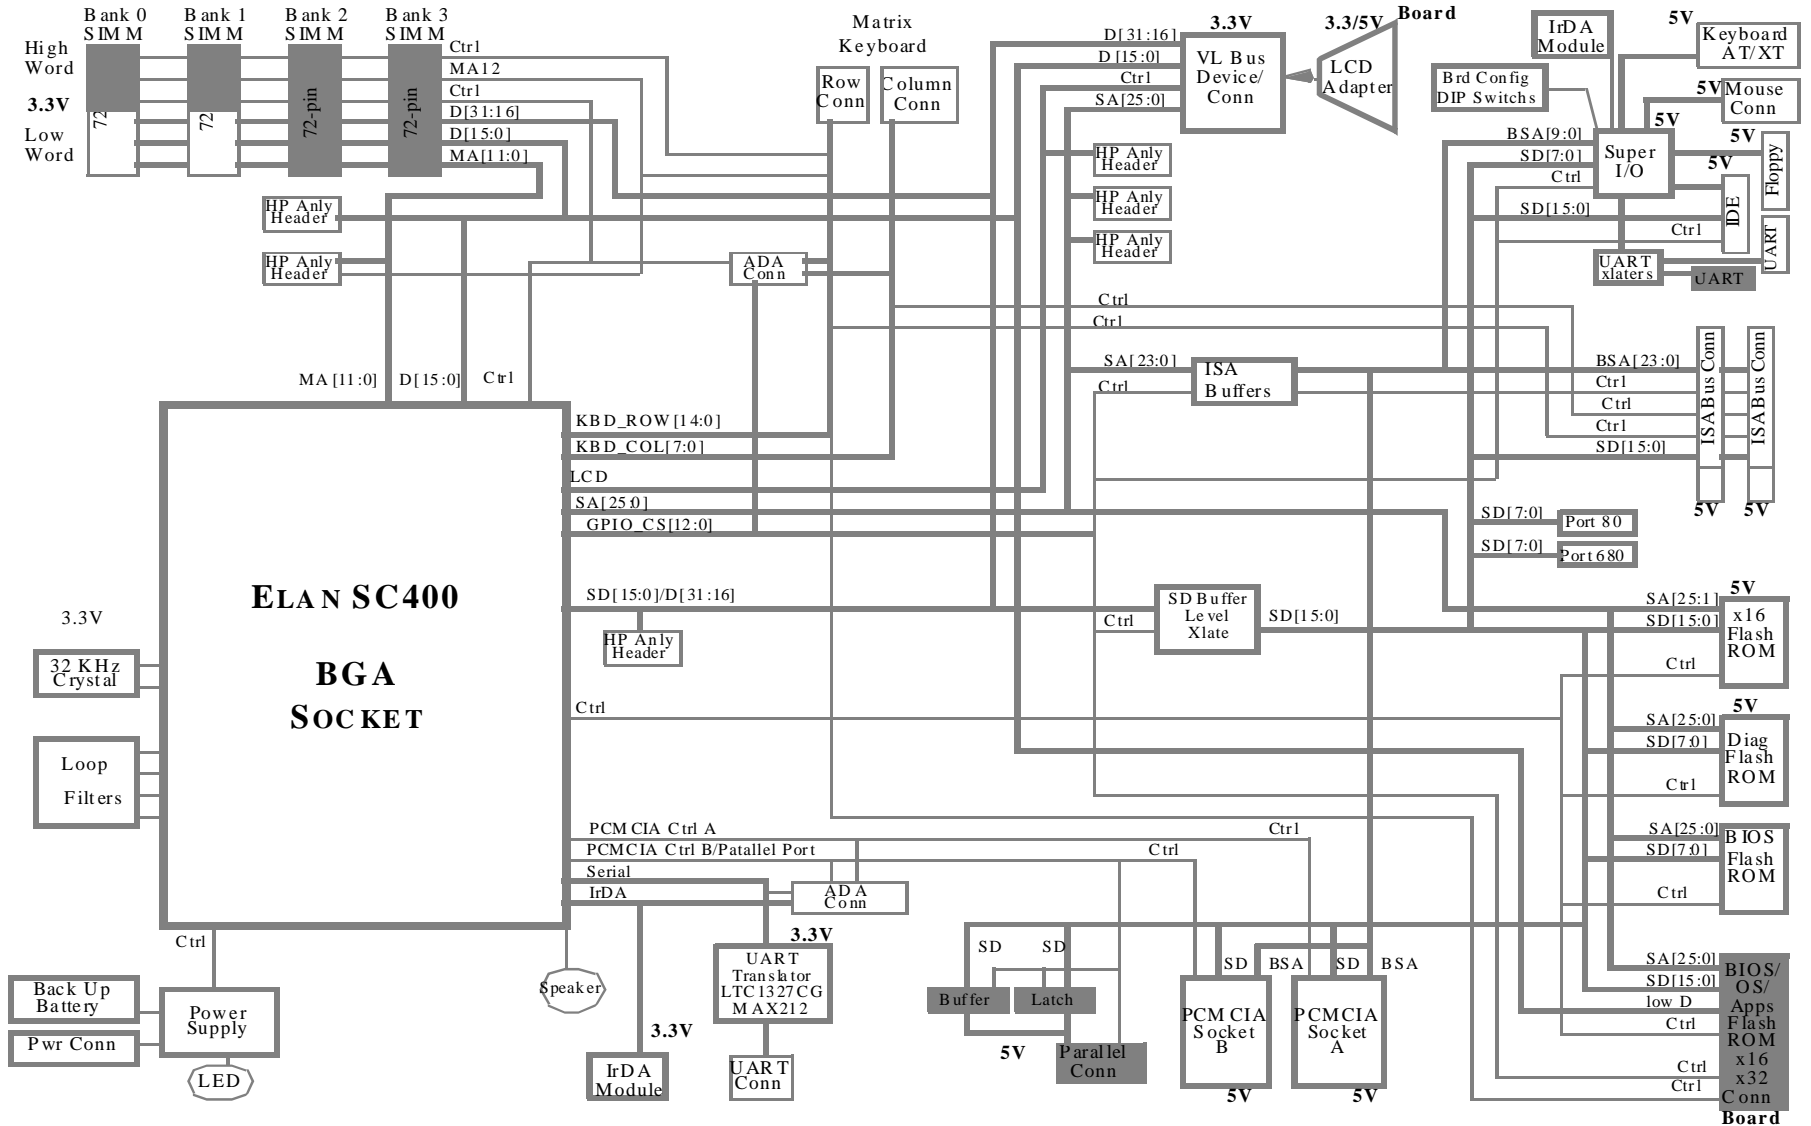 Bank 0 Bank 1 Bank 2 Bank 3
SIMM SIMM SIMM SIMM
High
Word
3.3V
Low
Word
72
72
72-pin
72-pin
Ctrl
MA12
Ctrl
D[31:16]
D[15:0]
MA[11:0]
HP Anly
Header
HP Anly
Header
Matrix
Keyboard
Row
Conn
Column
Conn
ADA
Conn
D[31:16]
D[15:0]
Ctrl
SA[25:0]
3.3V
VL Bus
Device/
Conn
3.3/5V
Board
LCD
Adapter
HP Anly
Header
HP Anly
Header
HP Anly
Header
IrDA
Module
5V
Keyboard
AT/XT
Brd Config
DIP Switchs
5V
Mouse
Conn
5V
BSA[9:0]
SD[7:0]
Ctrl
Super
I/O
5V
5V
Floppy
SD[15:0]
Ctrl
IDE
UART
UART
xlaters
UART
Ctrl
Ctrl
SA[23:0]
Ctrl
ISA
Buffers
BSA[23:0]
Ctrl
Ctrl
Ctrl
SD[15:0]
ISABus Conn
ISABus Conn
5V 5V
MA[11:0] D[15:0] Ctrl
KBD_ROW[14:0]
KBD_COL[7:0]
LCD
SA[25:0]
GPIO_CS[12:0]
SD[7:0]
Port 80
SD[7:0]
Port680
ELAN SC400
BGA
SOCKET
3.3V
32 KHz
Crystal
Loop
Filters
SD[15:0]/D[31:16]
HP Anly
Header
Ctrl
SD Buffer
Level
Xlate
SD[15:0]
Ctrl
5V
SA[25:1]
SD[15:0]
Ctrl
x16
Flash
ROM
5V
SA[25:0]
SD[7:0]
Ctrl
Diag
Flash
ROM
SA[25:0]
SD[7:0]
Ctrl
BIOS
Flash
ROM
PCMCIA Ctrl A
PCMCIA Ctrl B/Patallel Port
Serial
IrDA
Ctrl
Ctrl
ADA
Conn
Ctrl
Back Up
Battery
Pwr Conn
Power
Supply
LED
Speaker
3.3V
IrDA
Module
3.3V
UART
Translator
LTC1327CG
MAX212
UART
Conn
SD SD
Buffer
Latch
5V
Parallel
Conn
SD BSA SD BSA
PCMCIA
Socket
B
5V
PCMCIA
Socket
A
5V
SA[25:0]
SD[15:0]
low D
Ctrl
Ctrl
Ctrl
BIOS/
OS/
Apps
Flash
ROM
x16
x32
Conn
Board